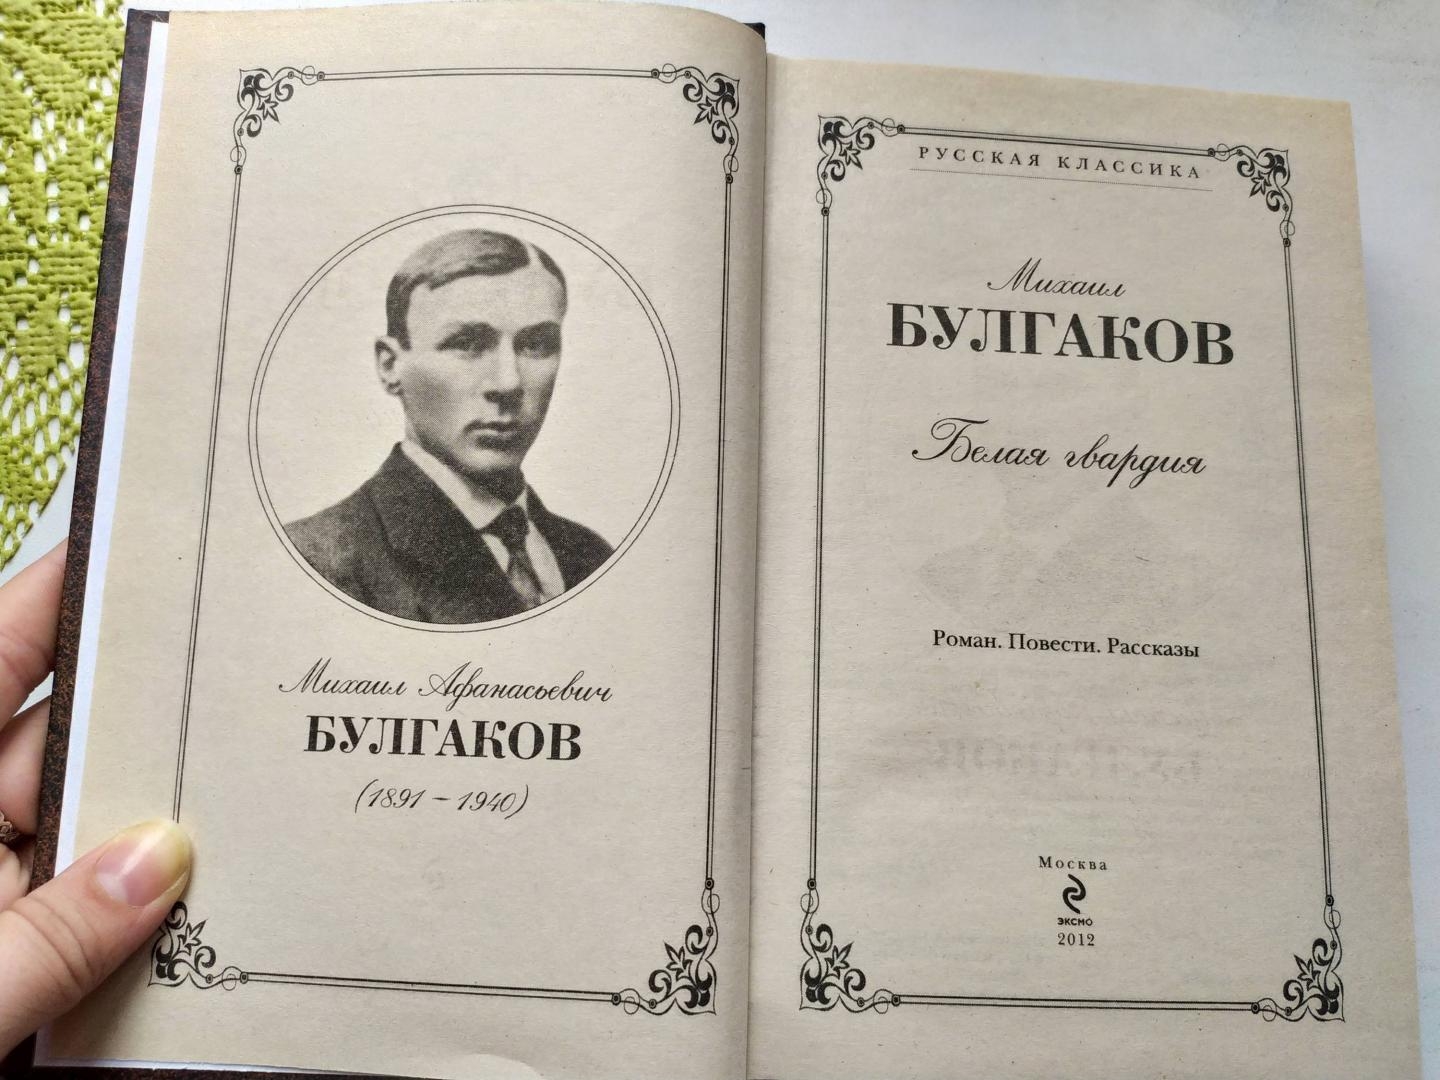 Михаил Афанасьевич
БУЛГАКОВ
(1891 – 1940)
РУССКАЯ КЛАССИКА
Михаил
БУЛГАКОВ
Белая гвардия
Роман. Повести. Рассказы
Москва
ЭКСМО
2012